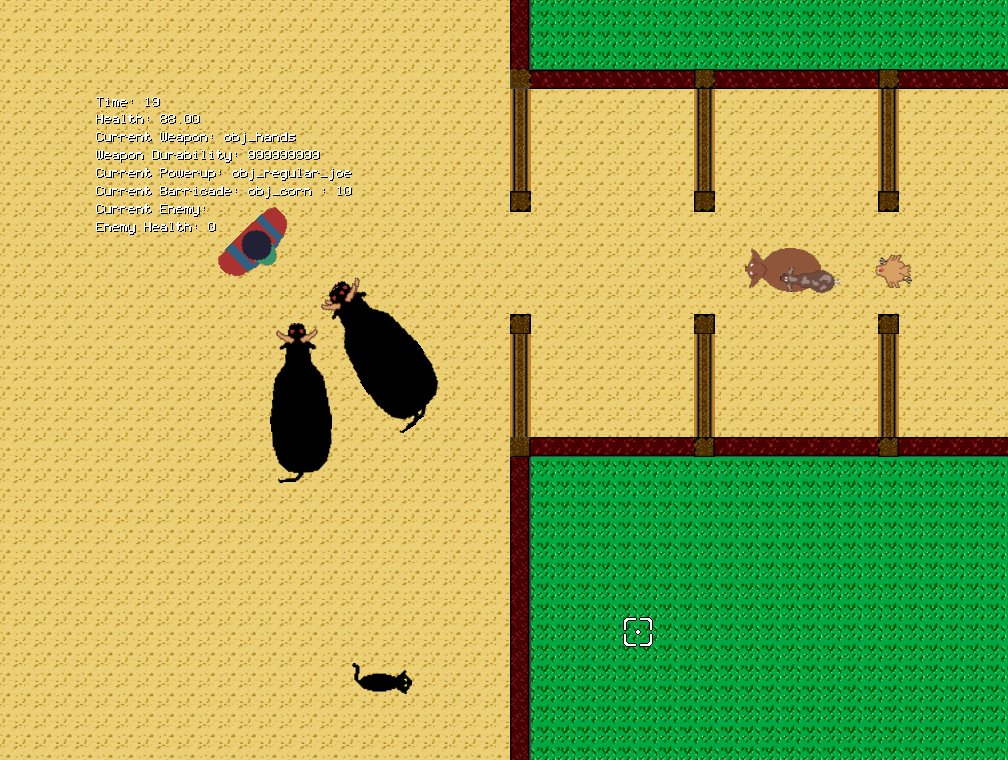 Time: 19
Health: 88.00
Current Weapon: obj_hands
Weapon Durability: 999999999
Current Powerup: obj_regular_joe
Current Barricade: obj_corn : 10
Current Enemy:
Enemy Health: 0